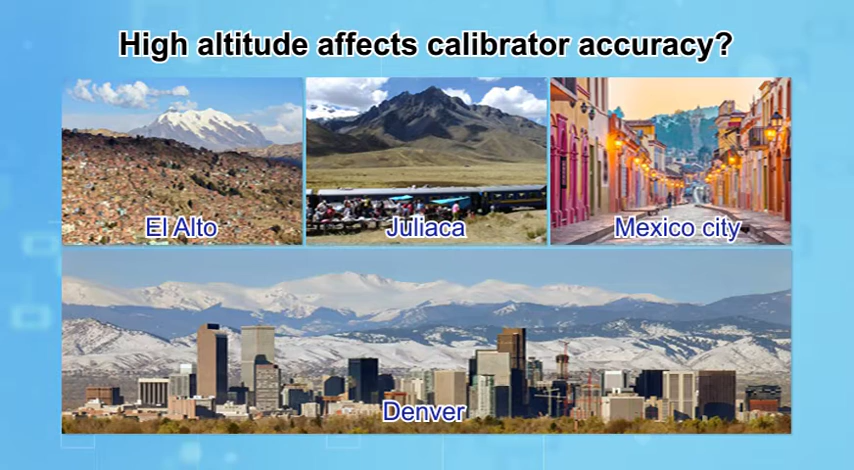 High altitude affects calibrator accuracy?
El Alto
Juliaca
Mexico city
Denver